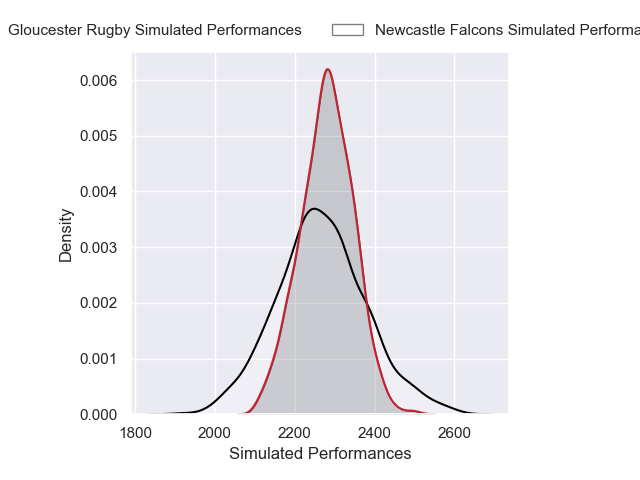 Gloucester Rugby Simulated Performances
Newcastle Falcons Simulated
0.006
0.005
0.004
0.003
0.002
0.001
0.000
Density
1800 2000 2200 2400 2600
Simulated Performances